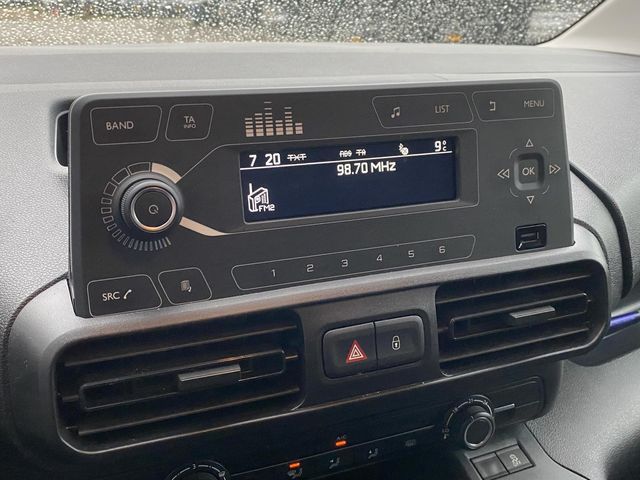 BAND
TA
INFO
LIST
MENU
7 20 TXT RDS TA 9°C
98.70 MHz
FM2
OK
1 2 3 4 5 6
SRC
A/C
OFF